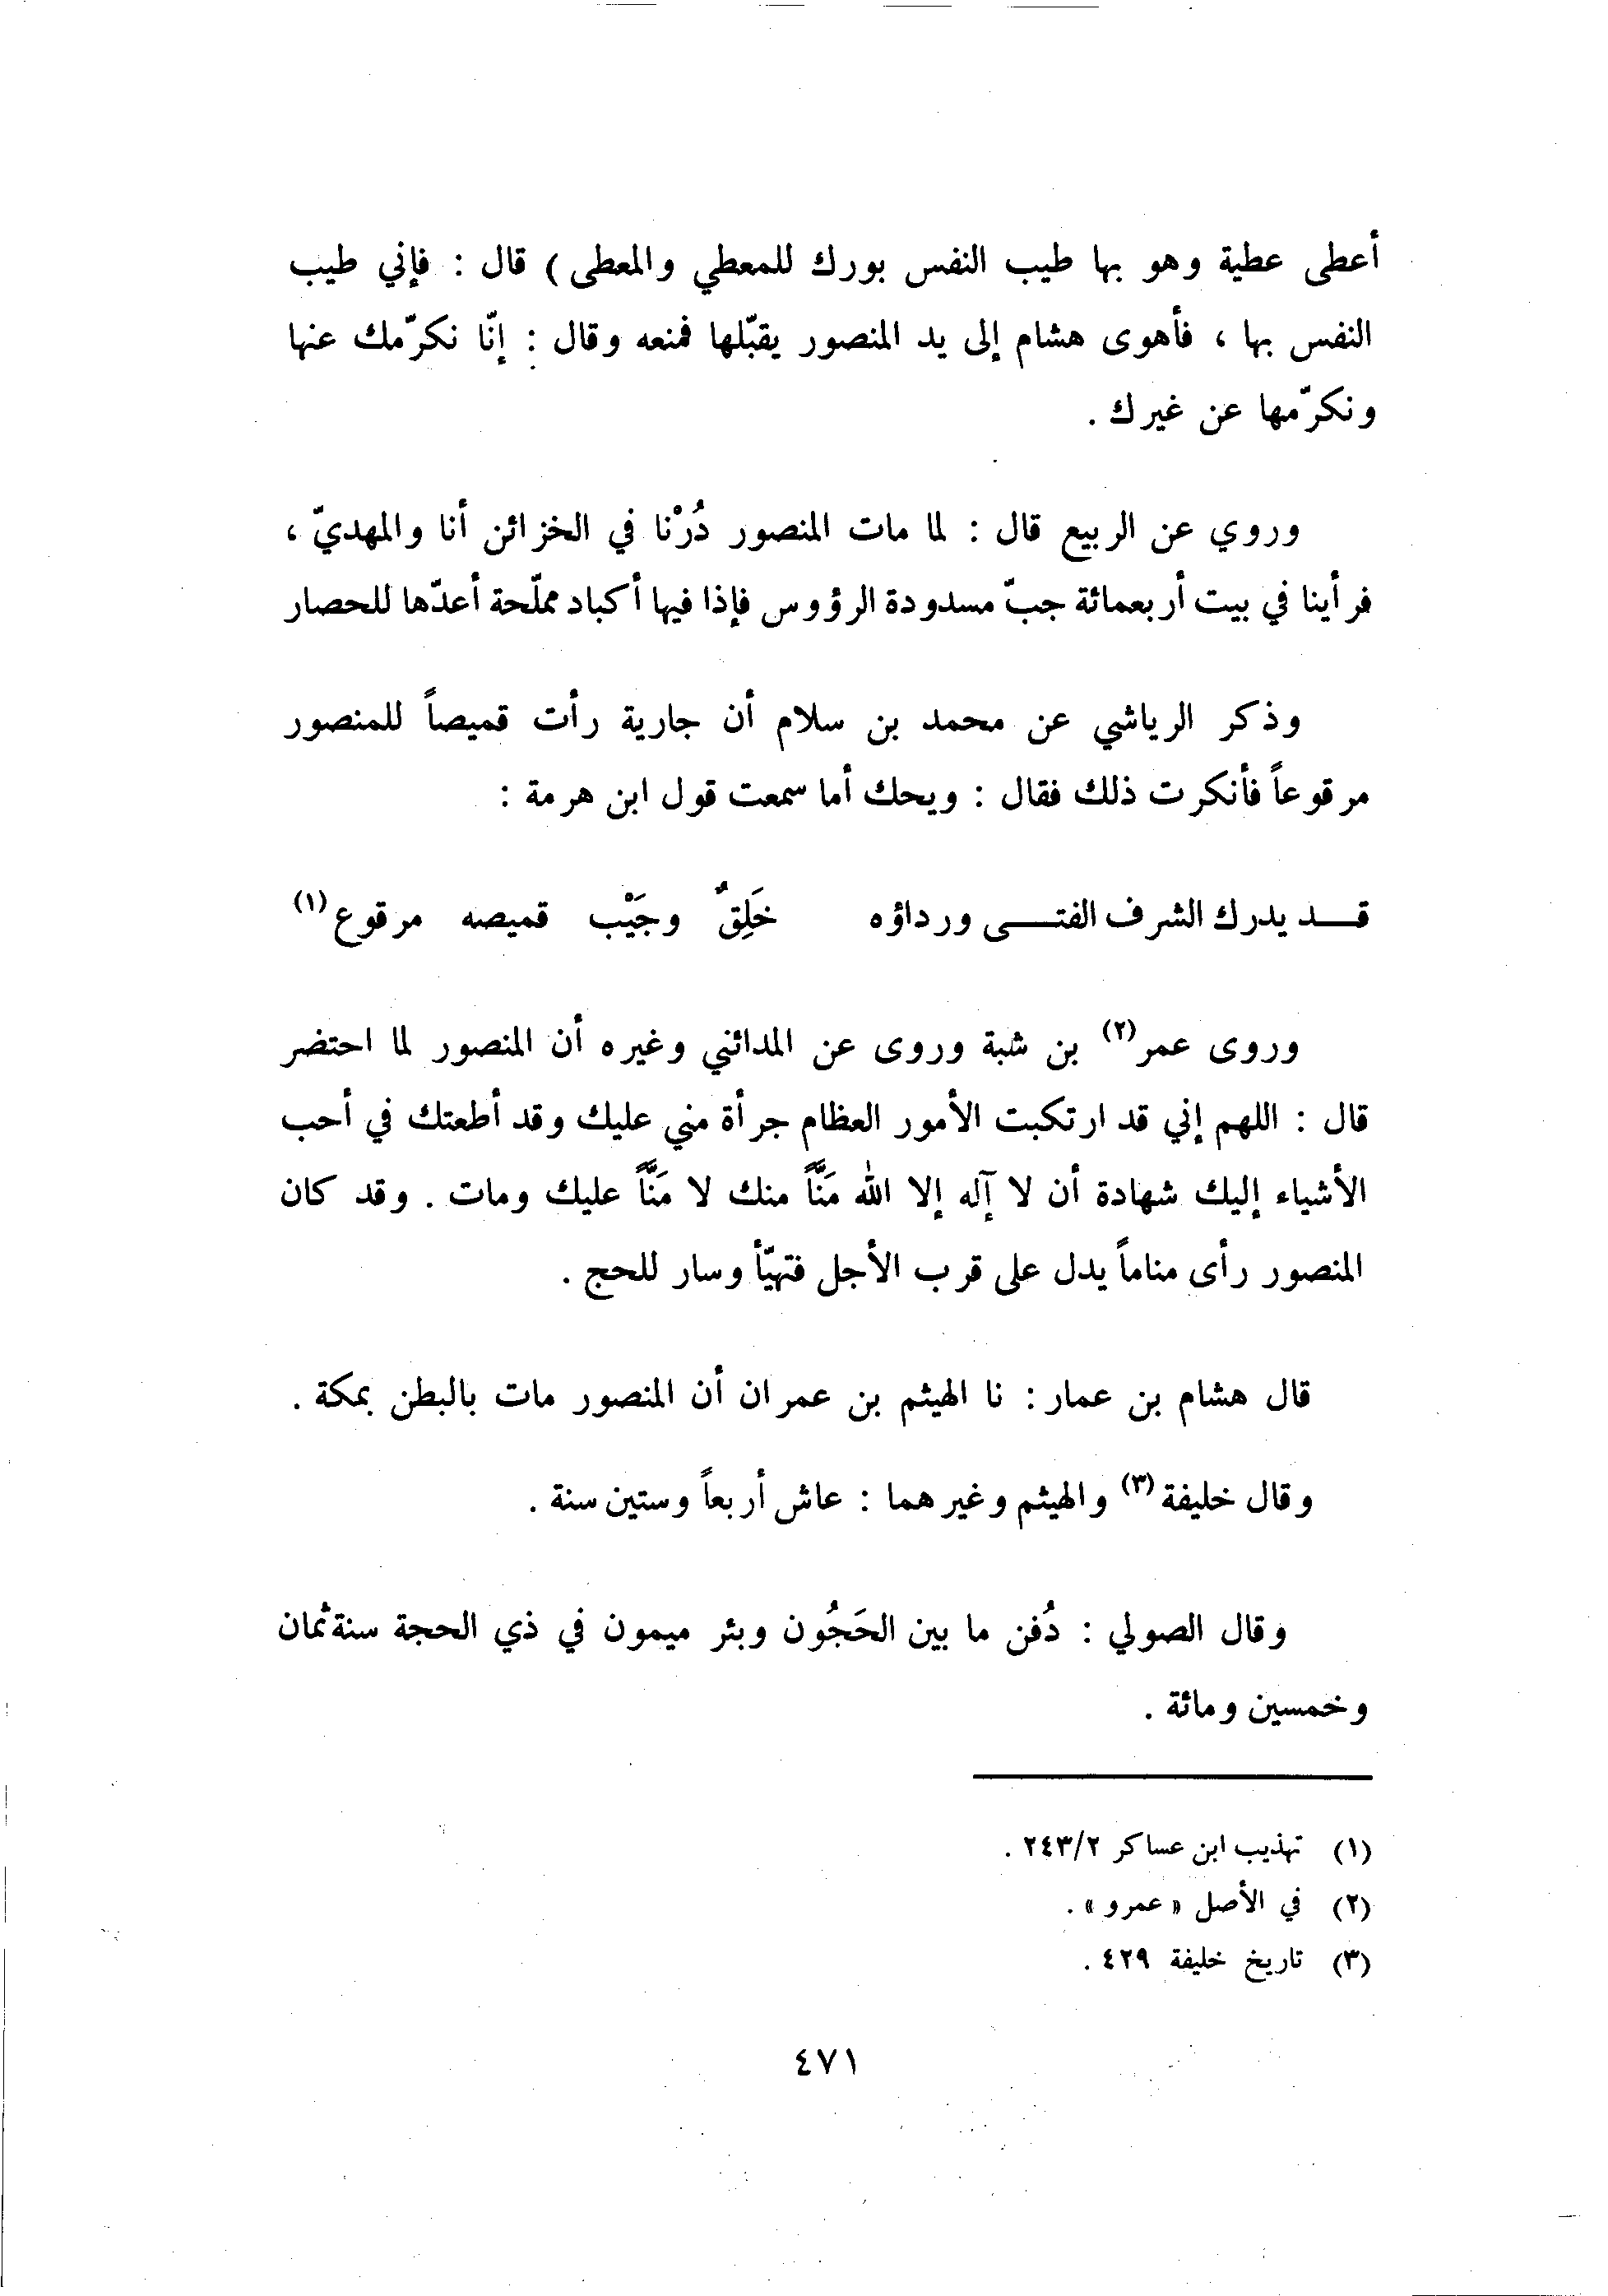 أعطى عطية وهو بها طيب النفس بورك للمعطي والمعطى ) قال : فإني طيب
النفس بها ، فأهوى هشام إلى يد المنصور يقبّلها فمنعه وقال : إنّا نكرّمك عنها
ونكرّمها عن غيرك .
وروي عن الربيع قال : لما مات المنصور دُرْنا في الخزائن أنا والمهديّ ،
فرأينا في بيت أربعمائة جبّ مسدودة الرؤوس فإذا فيها أكباد مملّحة أعدّها للحصار
وذكر الرياشي عن محمد بن سلام أن جارية رأت قميصاً للمنصور
مرقوعاً فأنكرت ذلك فقال : ويحك أما سمعت قول ابن هرمة :
قد يدرك الشرف الفتى ورداؤه خَلِقٌ وجَيْب قميصه مرقوع (١)
وروى عمر (٢) بن شبة وروى عن المدائني وغيره أن المنصور لما احتضر
قال : اللهم إني قد ارتكبت الأمور العظام جرأة مني عليك وقد أطعتك في أحب
الأشياء إليك شهادة أن لا آله إلا الله مَنًّا منك لا مَنًّا عليك ومات . وقد كان
المنصور رأى مناماً يدل على قرب الأجل فتهيّأ وسار للحج .
قال هشام بن عمار : نا الهيثم بن عمران أن المنصور مات بالبطن بمكة .
وقال خليفة (٣) والهيثم وغيرهما : عاش أربعاً وستين سنة .
وقال الصولي : دُفن ما بين الحَجُون وبئر ميمون في ذي الحجة سنة ثمان
وخمسين ومائة .
(١) تهذيب ابن عساكر ٢٤٣/٢ .
(٢) في الأصل « عمرو » .
(٣) تاريخ خليفة ٤٢٩ .
٤٧١